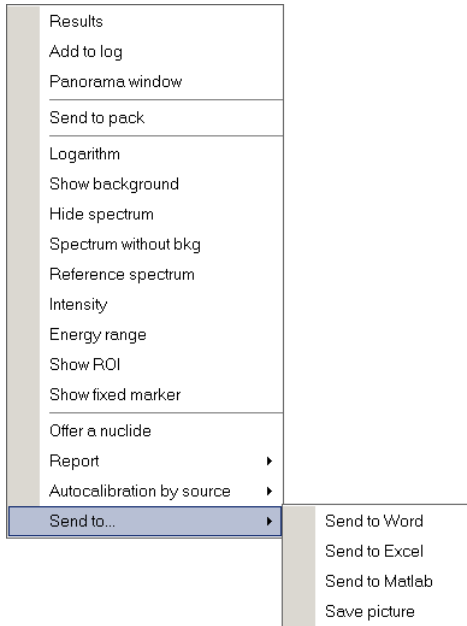 Results
Add to log
Panorama window
Send to pack
Logarithm
Show background
Hide spectrum
Spectrum without bkg
Reference spectrum
Intensity
Energy range
Show ROI
Show fixed marker
Offer a nuclide
Report
Autocalibration by source
Send to...
Send to Word
Send to Excel
Send to Matlab
Save picture